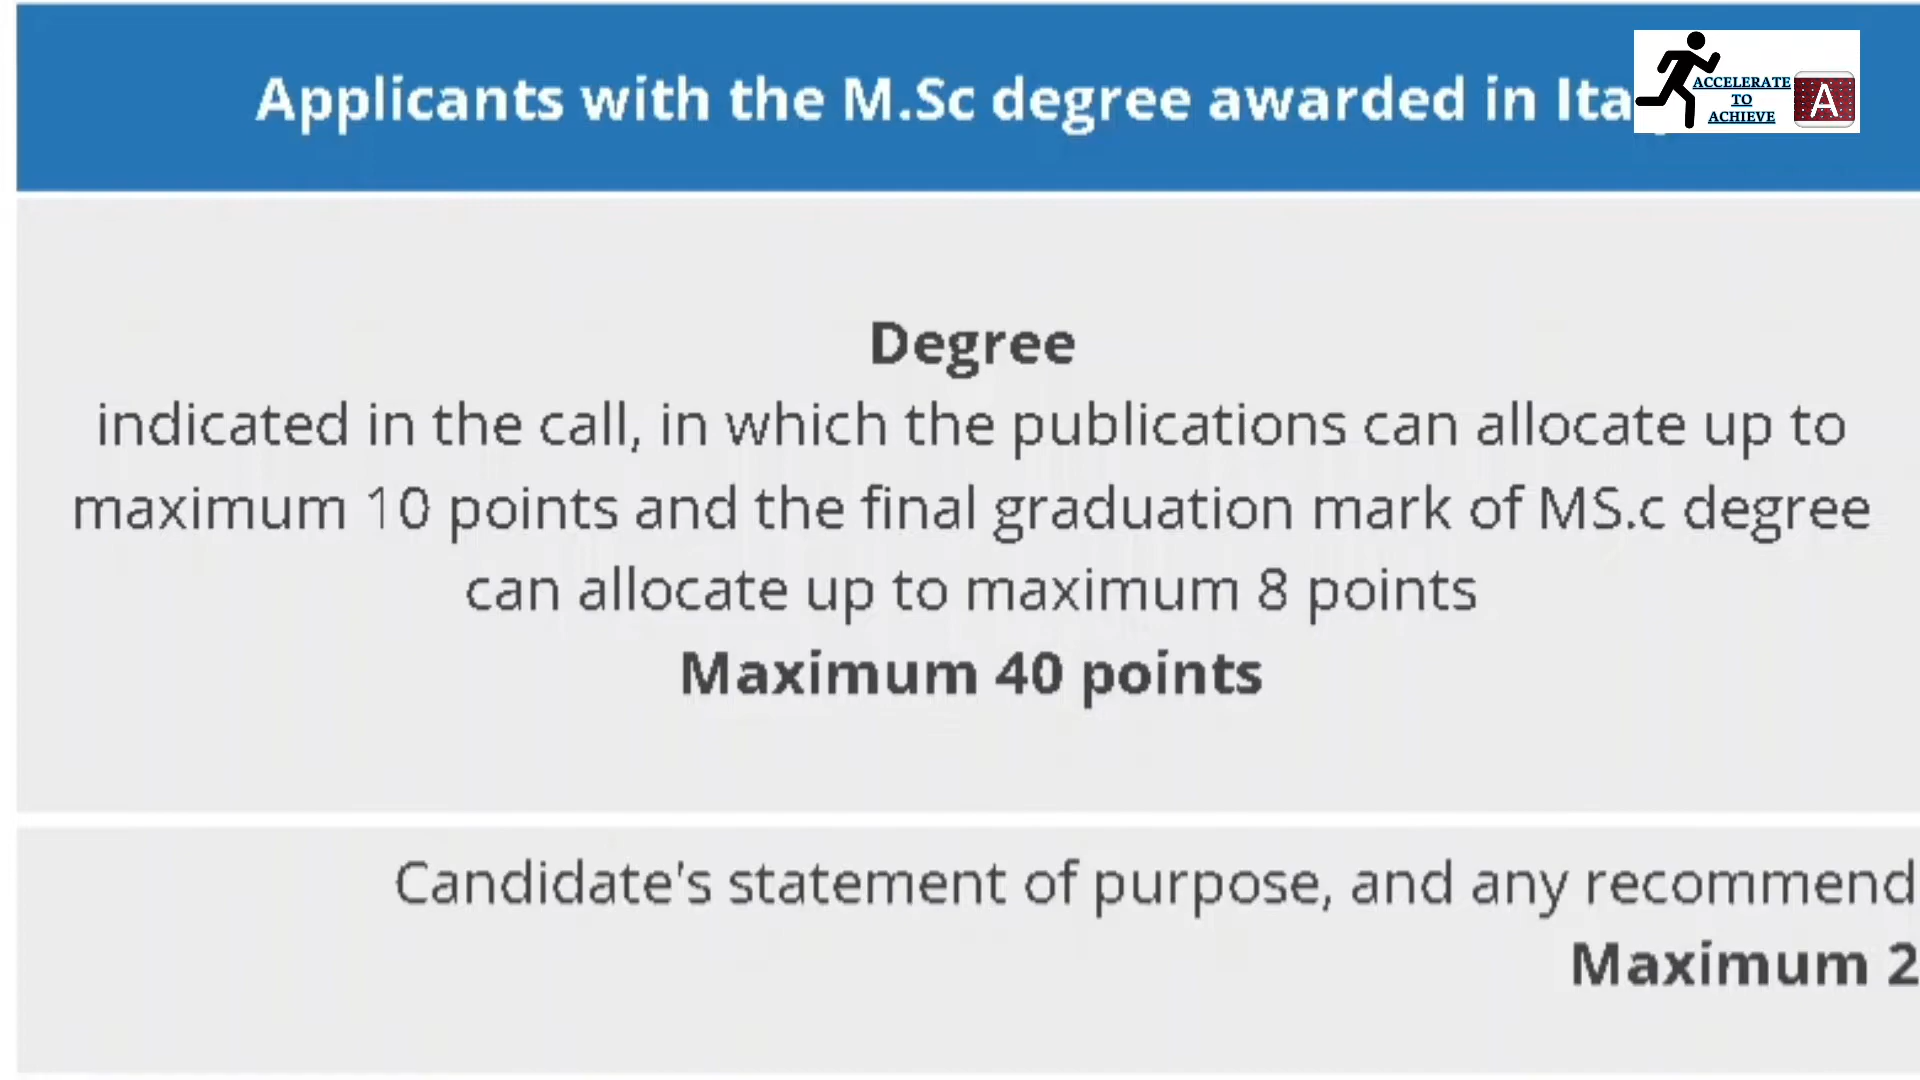 Applicants with the M.Sc degree awarded in
ACCELERATE
TO
ACHIEVE
A
Degree
indicated in the call, in which the publications can allocate up to
maximum 10 points and the final graduation mark of MS.c degree
can allocate up to maximum 8 points
Maximum 40 points
Candidate's statement of purpose, and any recommend
Maximum 2